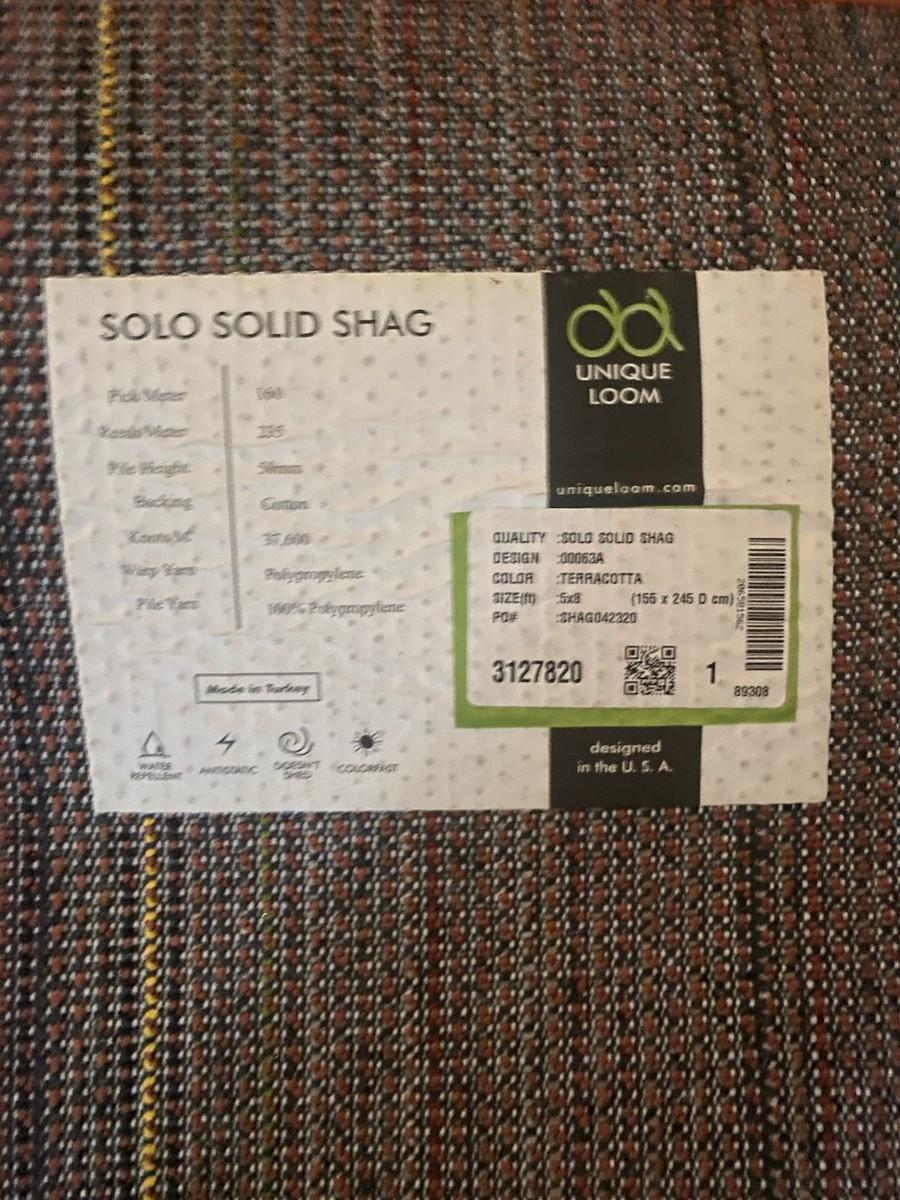 SOLO SOLID SHAG
Pick/Meter 160
Reeds/Meter 235
Pile Height 50mm
Backing Cotton
Knots/M² 37,600
Warp Yarn Polypropylene
Pile Yarn 100% Polypropylene
Made in Turkey
WATER REPELLENT
ANTISTATIC
DOESN'T SHED
COLORFAST
UNIQUE
LOOM
uniqueloom.com
QUALITY :SOLO SOLID SHAG
DESIGN :00063A
COLOR :TERRACOTTA
SIZE(ft) :5x8 (155 x 245 D cm)
PO# :SHAG042320
3127820 1
89308
designed
in the U. S. A.